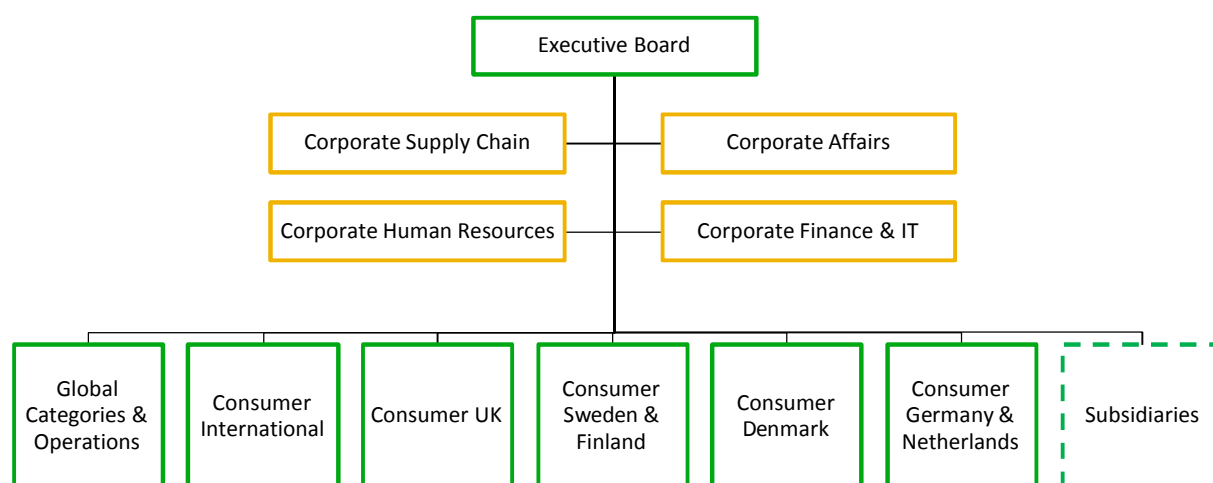 Executive Board
Corporate Supply Chain
Corporate Affairs
Corporate Human Resources
Corporate Finance & IT
Global
Categories &
Operations
Consumer
International
Consumer UK
Consumer
Sweden &
Finland
Consumer
Denmark
Consumer
Germany &
Netherlands
Subsidiaries